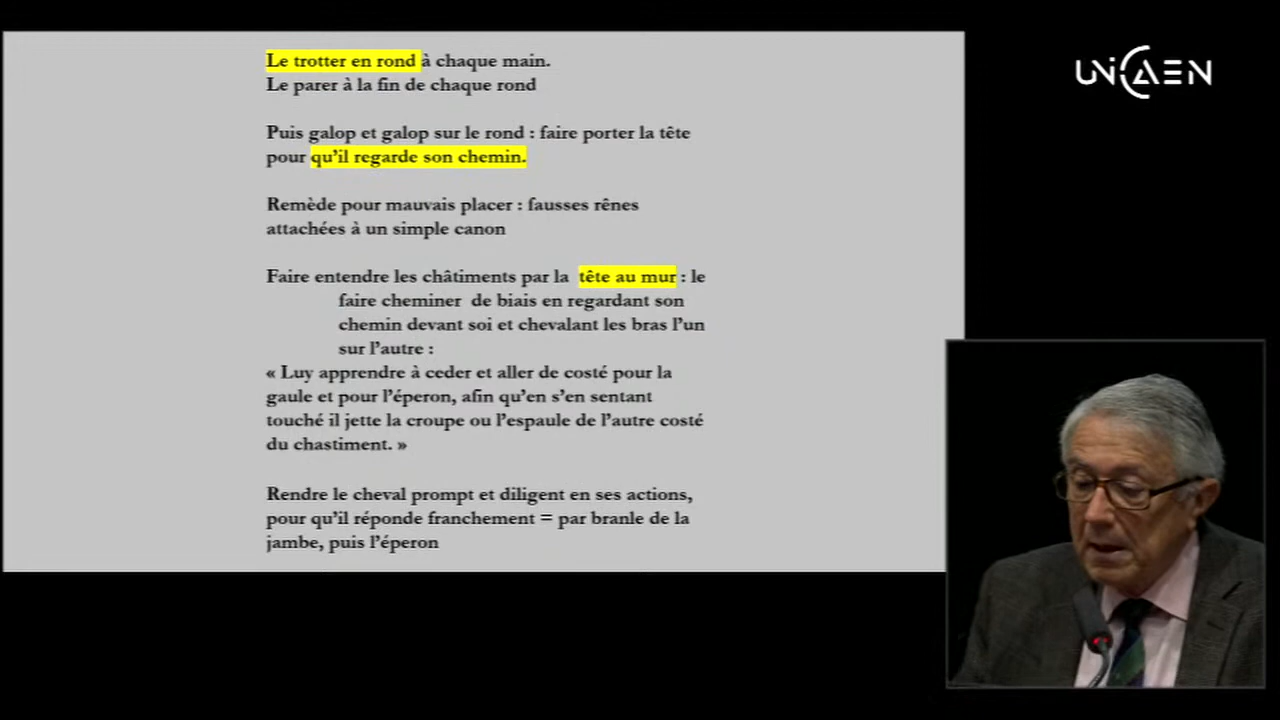 Le trotter en rond à chaque main.
Le parer à la fin de chaque rond
Puis galop et galop sur le rond : faire porter la tête
pour qu'il regarde son chemin.
Remède pour mauvais placer : fausses rênes
attachées à un simple canon
Faire entendre les châtiments par la tête au mur : le
faire cheminer de biais en regardant son
chemin devant soi et chevalant les bras l'un
sur l'autre :
« Luy apprendre à ceder et aller de costé pour la
gaule et pour l'éperon, afin qu'en s'en sentant
touché il jette la croupe ou l'espaule de l'autre costé
du chastiment. »
Rendre le cheval prompt et diligent en ses actions,
pour qu'il réponde franchement = par branle de la
jambe, puis l'éperon
UNICAEN